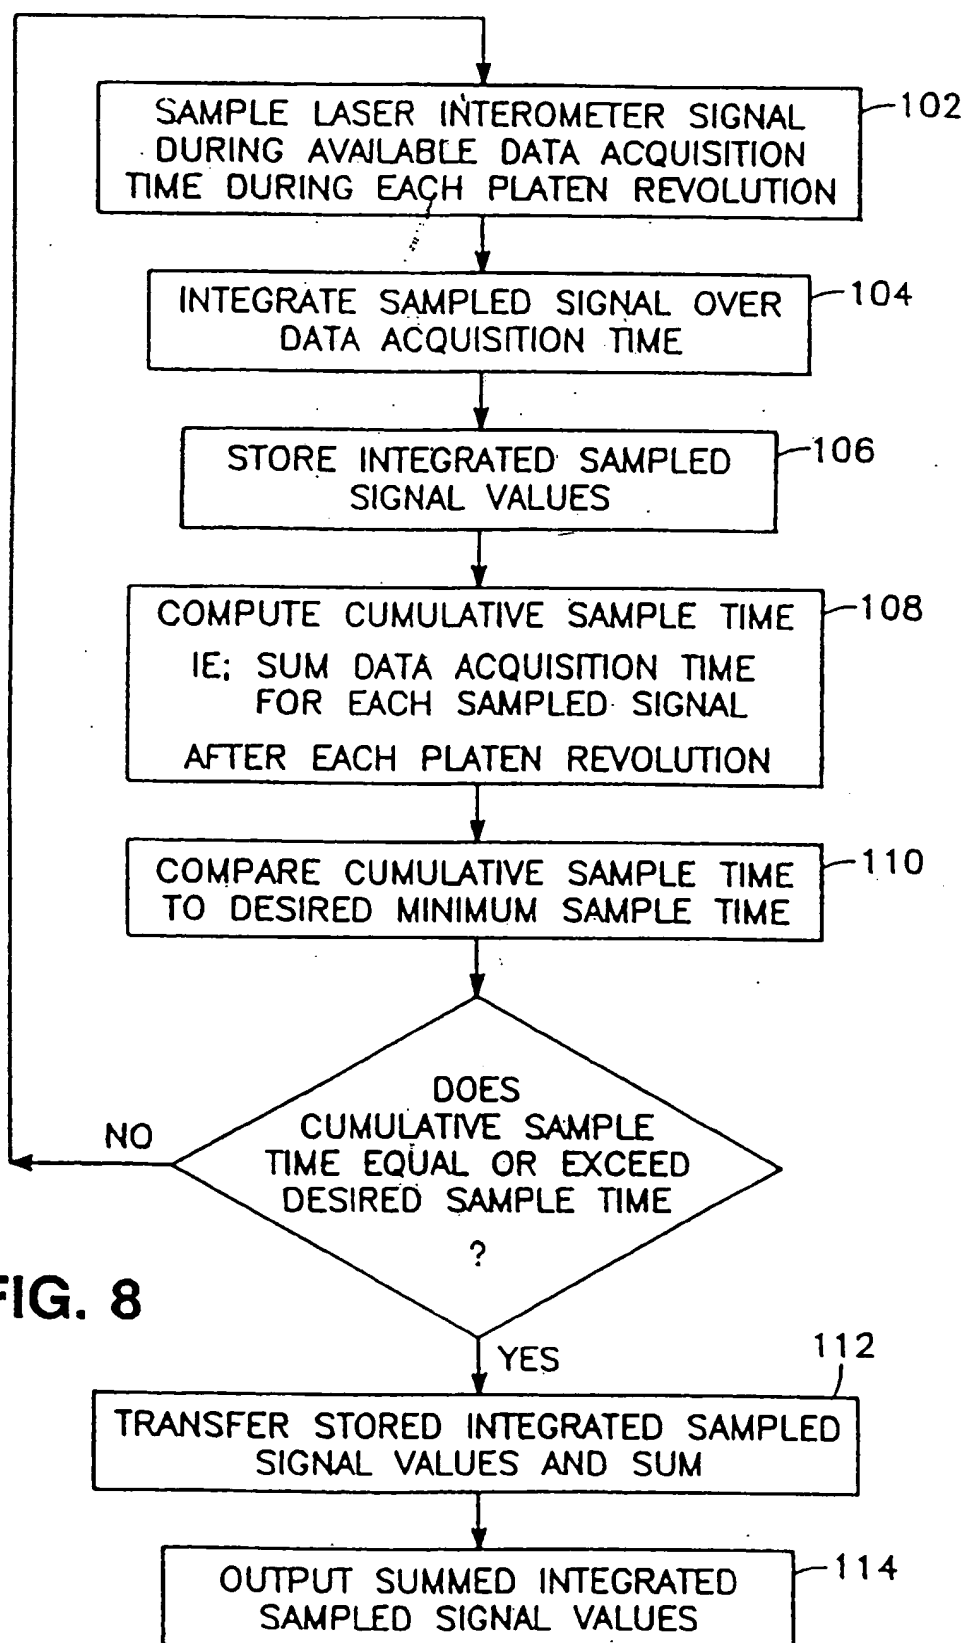 SAMPLE LASER INTEROMETER SIGNAL
DURING AVAILABLE DATA ACQUISITION
TIME DURING EACH PLATEN REVOLUTION
102
INTEGRATE SAMPLED SIGNAL OVER
DATA ACQUISITION TIME
104
STORE INTEGRATED SAMPLED
SIGNAL VALUES
106
COMPUTE CUMULATIVE SAMPLE TIME
IE; SUM DATA ACQUISITION TIME
FOR EACH SAMPLED SIGNAL
AFTER EACH PLATEN REVOLUTION
108
COMPARE CUMULATIVE SAMPLE TIME
TO DESIRED MINIMUM SAMPLE TIME
110
DOES
CUMULATIVE SAMPLE
TIME EQUAL OR EXCEED
DESIRED SAMPLE TIME
?
NO
FIG. 8
YES
112
TRANSFER STORED INTEGRATED SAMPLED
SIGNAL VALUES AND SUM
OUTPUT SUMMED INTEGRATED
SAMPLED SIGNAL VALUES
114